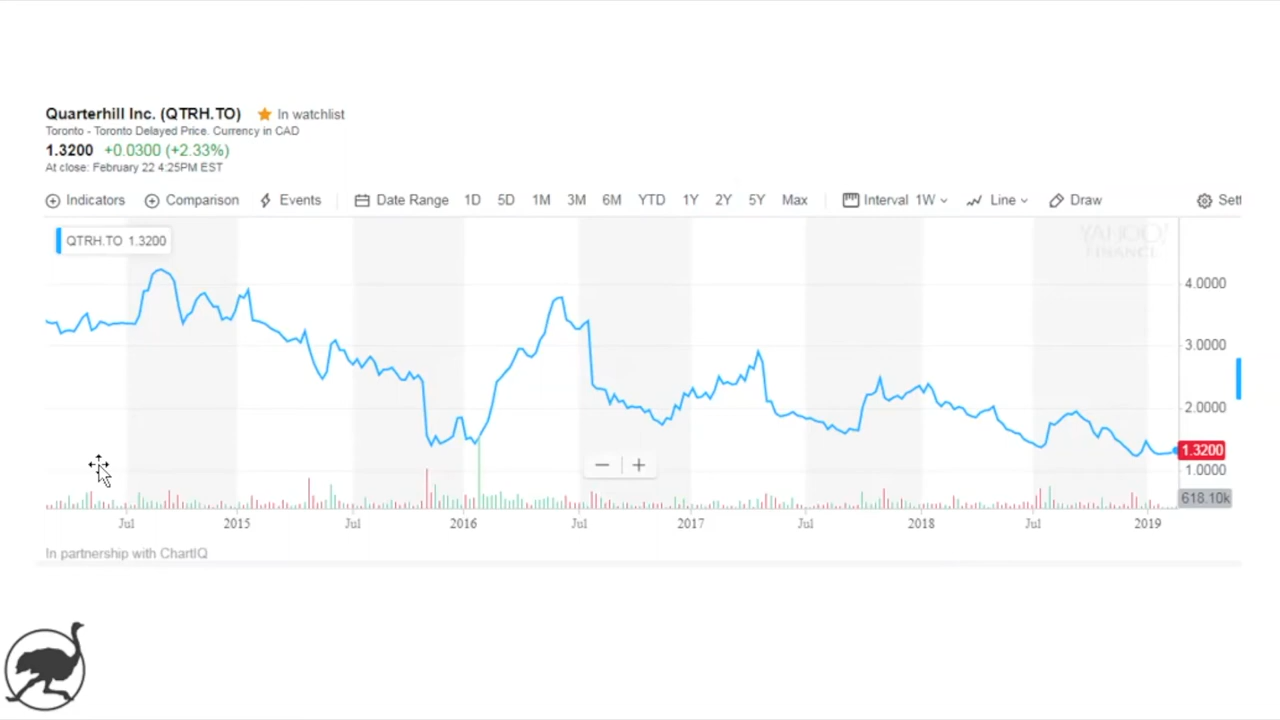 Quarterhill Inc. (QTRH.TO) In watchlist
Toronto - Toronto Delayed Price. Currency in CAD
1.3200 +0.0300 (+2.33%)
At close: February 22 4:25PM EST
Indicators Comparison Events Date Range 1D 5D 1M 3M 6M YTD 1Y 2Y 5Y Max Interval 1W Line Draw Sett
QTRH.TO 1.3200
YAHOO!
FINANCE
4.0000
3.0000
2.0000
1.3200
1.0000
618.10k
Jul 2015 Jul 2016 Jul 2017 Jul 2018 Jul 2019
In partnership with ChartIQ